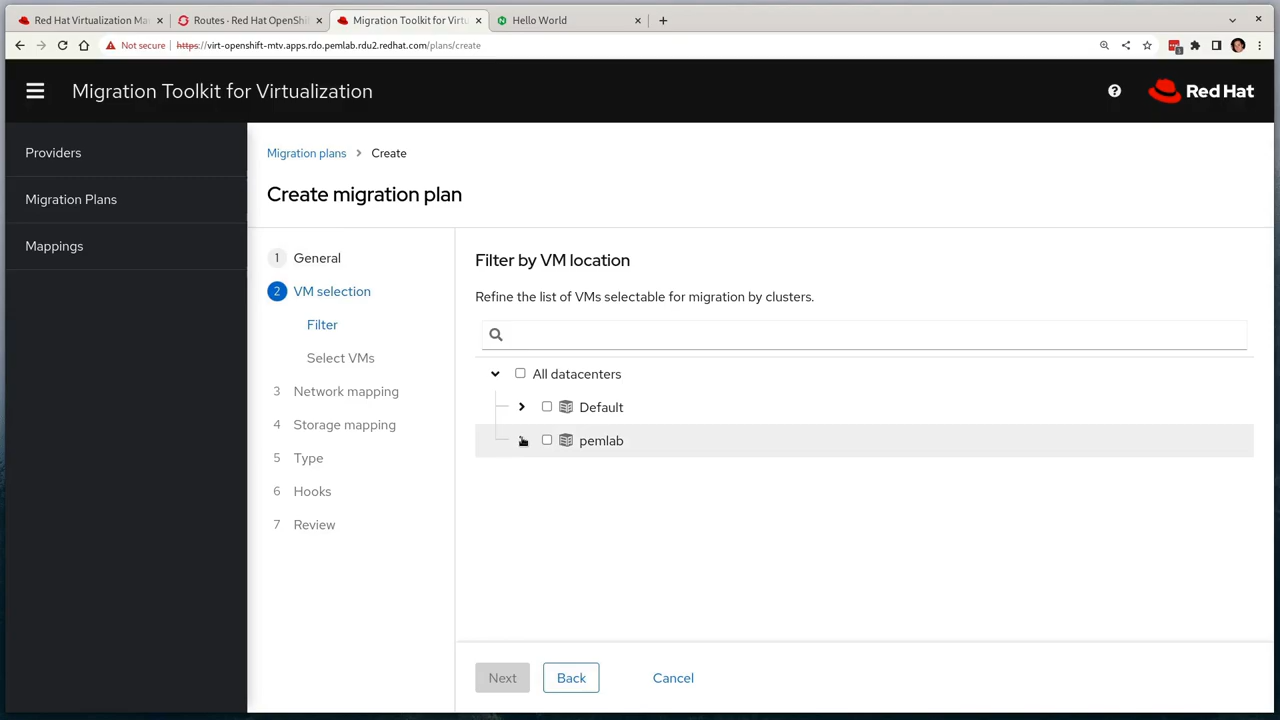 Red Hat Virtualization Ma
Routes - Red Hat OpenShi
Migration Toolkit for Virtu
Hello World
Not secure
https://virt-openshift-mtv.apps.rdo.pemlab.rdu2.redhat.com/plans/create
Migration Toolkit for Virtualization
Red Hat
Providers
Migration Plans
Mappings
Migration plans
Create
Create migration plan
1 General
2 VM selection
Filter
Select VMs
3 Network mapping
4 Storage mapping
5 Type
6 Hooks
7 Review
Filter by VM location
Refine the list of VMs selectable for migration by clusters.
All datacenters
Default
pemlab
Next
Back
Cancel